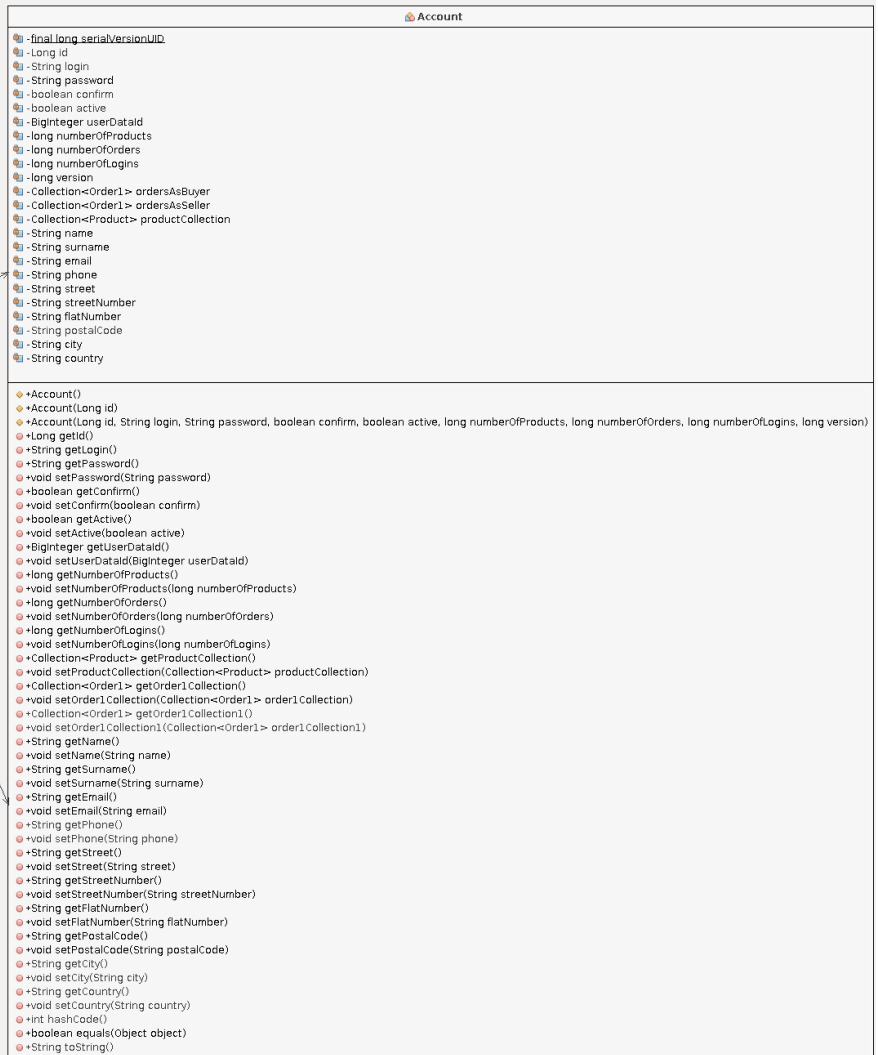 Account
-final long serialVersionUID
-Long id
-String login
-String password
-boolean confirm
-boolean active
-BigInteger userDataId
-long numberOfProducts
-long numberOfOrders
-long numberOfLogins
-long version
-Collection<Order1> ordersAsBuyer
-Collection<Order1> ordersAsSeller
-Collection<Product> productCollection
-String name
-String surname
-String email
-String phone
-String street
-String streetNumber
-String flatNumber
-String postalCode
-String city
-String country
+Account()
+Account(Long id)
+Account(Long id, String login, String password, boolean confirm, boolean active, long numberOfProducts, long numberOfOrders, long numberOfLogins, long version)
+Long getId()
+String getLogin()
+String getPassword()
+void setPassword(String password)
+boolean getConfirm()
+void setConfirm(boolean confirm)
+boolean getActive()
+void setActive(boolean active)
+BigInteger getUserDataId()
+void setUserDataId(BigInteger userDataId)
+long getNumberOfProducts()
+void setNumberOfProducts(long numberOfProducts)
+long getNumberOfOrders()
+void setNumberOfOrders(long numberOfOrders)
+long getNumberOfLogins()
+void setNumberOfLogins(long numberOfLogins)
+Collection<Product> getProductCollection()
+void setProductCollection(Collection<Product> productCollection)
+Collection<Order1> getOrder1Collection()
+void setOrder1Collection(Collection<Order1> order1Collection)
+Collection<Order1> getOrder1Collection1()
+void setOrder1Collection1(Collection<Order1> order1Collection1)
+String getName()
+void setName(String name)
+String getSurname()
+void setSurname(String surname)
+String getEmail()
+void setEmail(String email)
+String getPhone()
+void setPhone(String phone)
+String getStreet()
+void setStreet(String street)
+String getStreetNumber()
+void setStreetNumber(String streetNumber)
+String getFlatNumber()
+void setFlatNumber(String flatNumber)
+String getPostalCode()
+void setPostalCode(String postalCode)
+String getCity()
+void setCity(String city)
+String getCountry()
+void setCountry(String country)
+int hashCode()
+boolean equals(Object object)
+String toString()